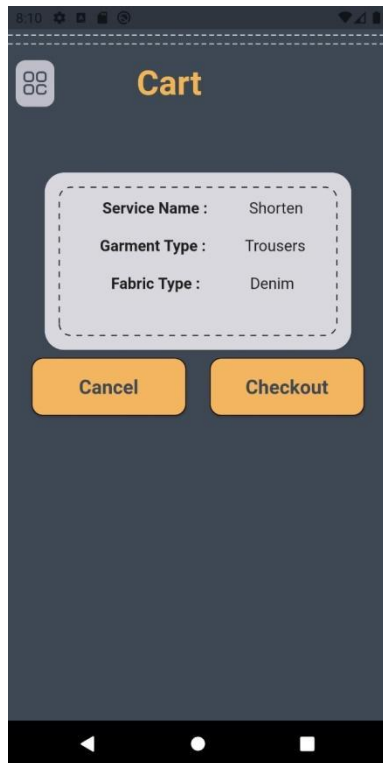 8:10
Cart
Service Name : Shorten
Garment Type : Trousers
Fabric Type : Denim
Cancel Checkout